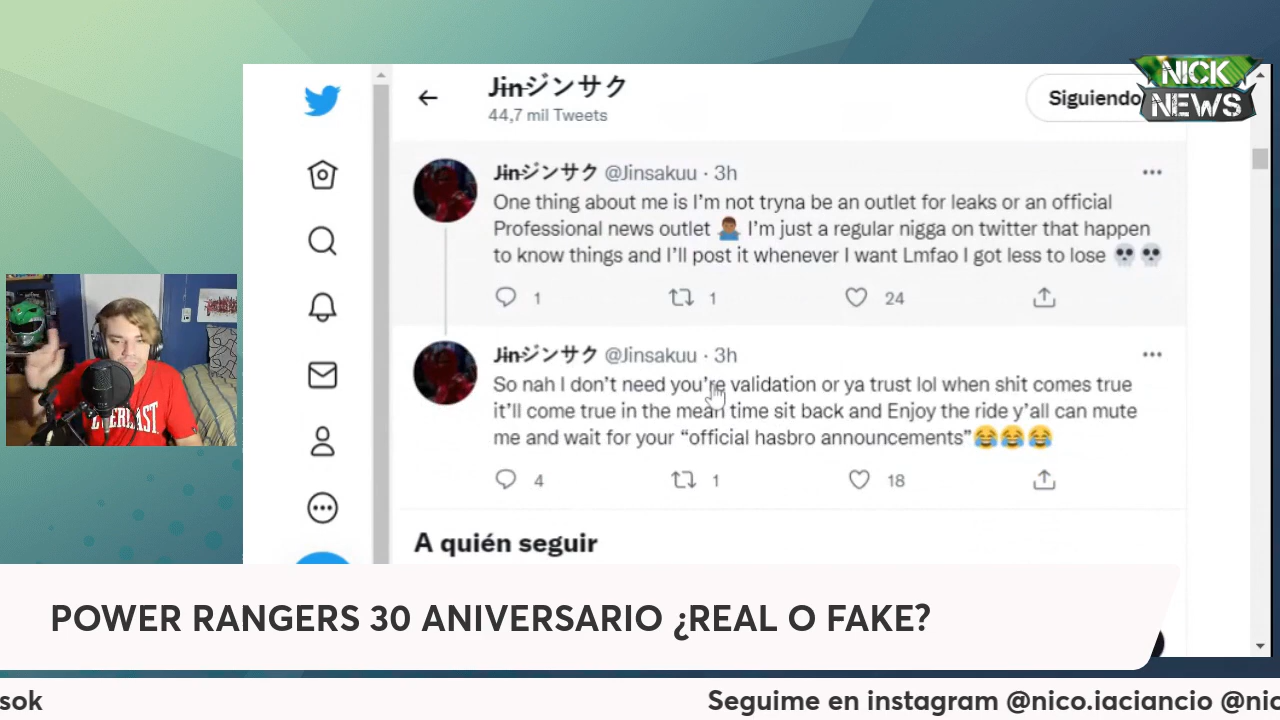 Jinジンサク
44,7 mil Tweets
Siguiendo
NICK
NEWS
Jinジンサク @Jinsakuu · 3h
One thing about me is I’m not tryna be an outlet for leaks or an official
Professional news outlet 🤷🏾‍♂️ I’m just a regular nigga on twitter that happen
to know things and I’ll post it whenever I want Lmfao I got less to lose 💀💀
1 1 24
Jinジンサク @Jinsakuu · 3h
So nah I don’t need you’re validation or ya trust lol when shit comes true
it’ll come true in the mean time sit back and Enjoy the ride y’all can mute
me and wait for your “official hasbro announcements”😂😂😂
4 1 18
A quién seguir
EVERLAST.
POWER RANGERS 30 ANIVERSARIO ¿REAL O FAKE?
sok Seguime en instagram @nico.iaciancio @nic